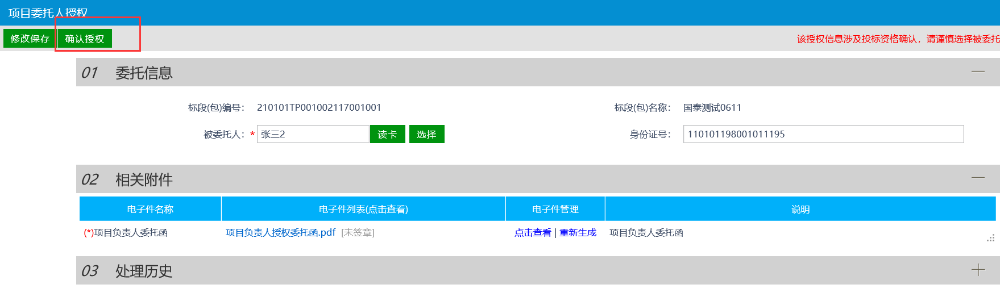 项目委托人授权
修改保存 确认授权 该授权信息涉及投标资格确认，请谨慎选择被委托
01 委托信息
标段(包)编号： 210101TP001002117001001 标段(包)名称： 国泰测试0611
被委托人：* 张三2 读卡 选择 身份证号： 110101198001011195
02 相关附件
电子件名称 电子件列表(点击查看) 电子件管理 说明
(*)项目负责人委托函 项目负责人授权委托函.pdf [未签章] 点击查看 | 重新生成 项目负责人委托函
03 处理历史